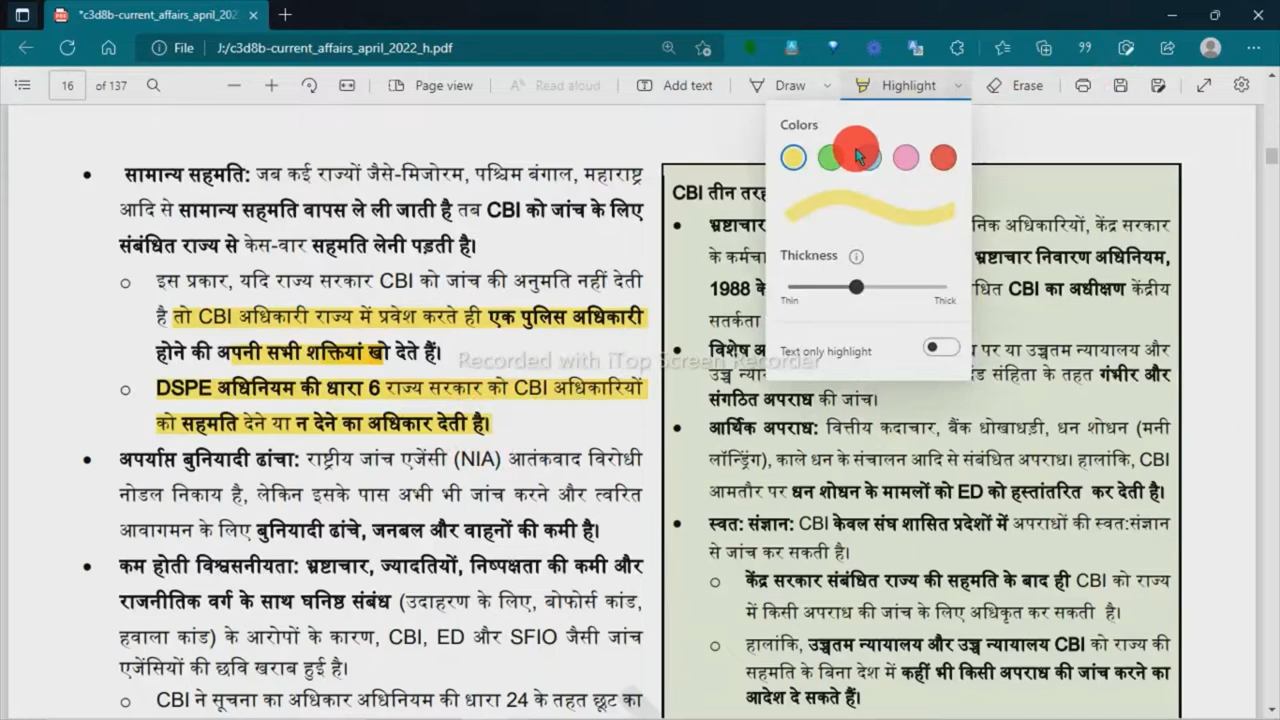 *c3d8b-current_affairs_april_202
File J:/c3d8b-current_affairs_april_2022_h.pdf
16 of 137 Page view Read aloud Add text Draw Highlight Erase
Colors
Thickness
Thin Thick
Text only highlight
सामान्य सहमति: जब कई राज्यों जैसे-मिजोरम, पश्चिम बंगाल, महाराष्ट्र
आदि से सामान्य सहमति वापस ले ली जाती है तब CBI को जांच के लिए
संबंधित राज्य से केस-वार सहमति लेनी पड़ती है।
इस प्रकार, यदि राज्य सरकार CBI को जांच की अनुमति नहीं देती
है तो CBI अधिकारी राज्य में प्रवेश करते ही एक पुलिस अधिकारी
होने की अपनी सभी शक्तियां खो देते हैं।
DSPE अधिनियम की धारा 6 राज्य सरकार को CBI अधिकारियों
को सहमति देने या न देने का अधिकार देती है।
अपर्याप्त बुनियादी ढांचा: राष्ट्रीय जांच एजेंसी (NIA) आतंकवाद विरोधी
नोडल निकाय है, लेकिन इसके पास अभी भी जांच करने और त्वरित
आवागमन के लिए बुनियादी ढांचे, जनबल और वाहनों की कमी है।
कम होती विश्वसनीयता: भ्रष्टाचार, ज्यादतियों, निष्पक्षता की कमी और
राजनीतिक वर्ग के साथ घनिष्ठ संबंध (उदाहरण के लिए, बोफोर्स कांड,
हवाला कांड) के आरोपों के कारण, CBI, ED और SFIO जैसी जांच
एजेंसियों की छवि खराब हुई है।
CBI ने सूचना का अधिकार अधिनियम की धारा 24 के तहत छूट का
CBI तीन तरह
भ्रष्टाचार निक अधिकारियों, केंद्र सरकार
के कर्मचा भ्रष्टाचार निवारण अधिनियम,
1988 के धित CBI का अधीक्षण केंद्रीय
सतर्कता
विशेष अ पर या उच्चतम न्यायालय और
उच्च न्या ड संहिता के तहत गंभीर और
संगठित अपराध की जांच।
आर्थिक अपराध: वित्तीय कदाचार, बैंक धोखाधड़ी, धन शोधन (मनी
लॉन्ड्रिंग), काले धन के संचालन आदि से संबंधित अपराध। हालांकि, CBI
आमतौर पर धन शोधन के मामलों को ED को हस्तांतरित कर देती है।
स्वत: संज्ञान: CBI केवल संघ शासित प्रदेशों में अपराधों की स्वत:संज्ञान
से जांच कर सकती है।
केंद्र सरकार संबंधित राज्य की सहमति के बाद ही CBI को राज्य
में किसी अपराध की जांच के लिए अधिकृत कर सकती है।
हालांकि, उच्चतम न्यायालय और उच्च न्यायालय CBI को राज्य की
सहमति के बिना देश में कहीं भी किसी अपराध की जांच करने का
आदेश दे सकते हैं।
Recorded with iTop Screen Recorder